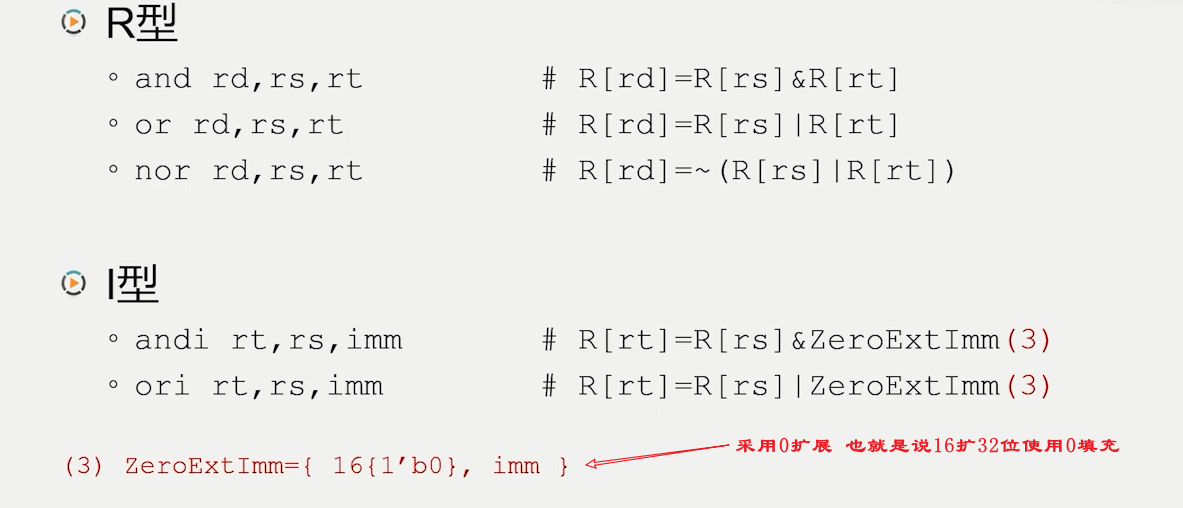 R型
and rd,rs,rt # R[rd]=R[rs]&R[rt]
or rd,rs,rt # R[rd]=R[rs]|R[rt]
nor rd,rs,rt # R[rd]=~(R[rs]|R[rt])
I型
andi rt,rs,imm # R[rt]=R[rs]&ZeroExtImm(3)
ori rt,rs,imm # R[rt]=R[rs]|ZeroExtImm(3)
采用0扩展 也就是说16扩32位使用0填充
(3) ZeroExtImm={ 16{1’b0}, imm }